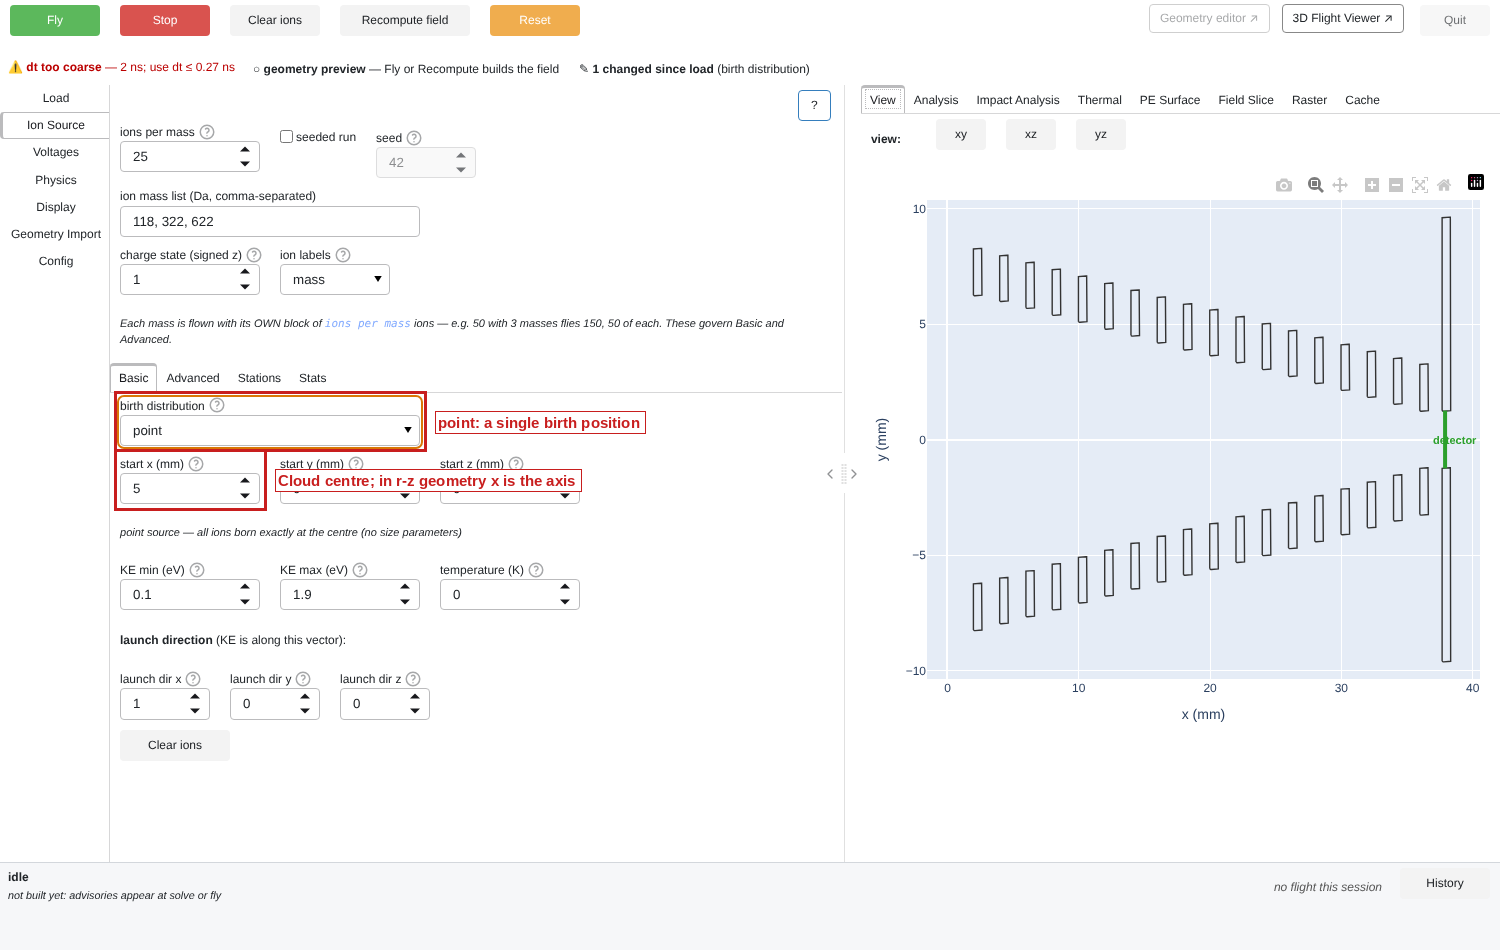 Fly
Stop
Clear ions
Recompute field
Reset
Geometry editor
3D Flight Viewer
Quit
⚠️ dt too coarse — 2 ns; use dt ≤ 0.27 ns
○ geometry preview — Fly or Recompute builds the field
✎ 1 changed since load (birth distribution)
Load
Ion Source
Voltages
Physics
Display
Geometry Import
Config
?
ions per mass ?
25
seeded run
seed ?
42
ion mass list (Da, comma-separated)
118, 322, 622
charge state (signed z) ?
1
ion labels ?
mass
Each mass is flown with its OWN block of ions per mass ions — e.g. 50 with 3 masses flies 150, 50 of each. These govern Basic and
Advanced.
Basic
Advanced
Stations
Stats
birth distribution ?
point
point: a single birth position
start x (mm) ?
5
start y (mm) ?
start z (mm) ?
Cloud centre; in r-z geometry x is the axis
point source — all ions born exactly at the centre (no size parameters)
KE min (eV) ?
0.1
KE max (eV) ?
1.9
temperature (K) ?
0
launch direction (KE is along this vector):
launch dir x ?
1
launch dir y ?
0
launch dir z ?
0
Clear ions
View
Analysis
Impact Analysis
Thermal
PE Surface
Field Slice
Raster
Cache
view:
xy
xz
yz
10
5
0
−5
−10
y (mm)
detector
0
10
20
30
40
x (mm)
idle
not built yet: advisories appear at solve or fly
no flight this session
History